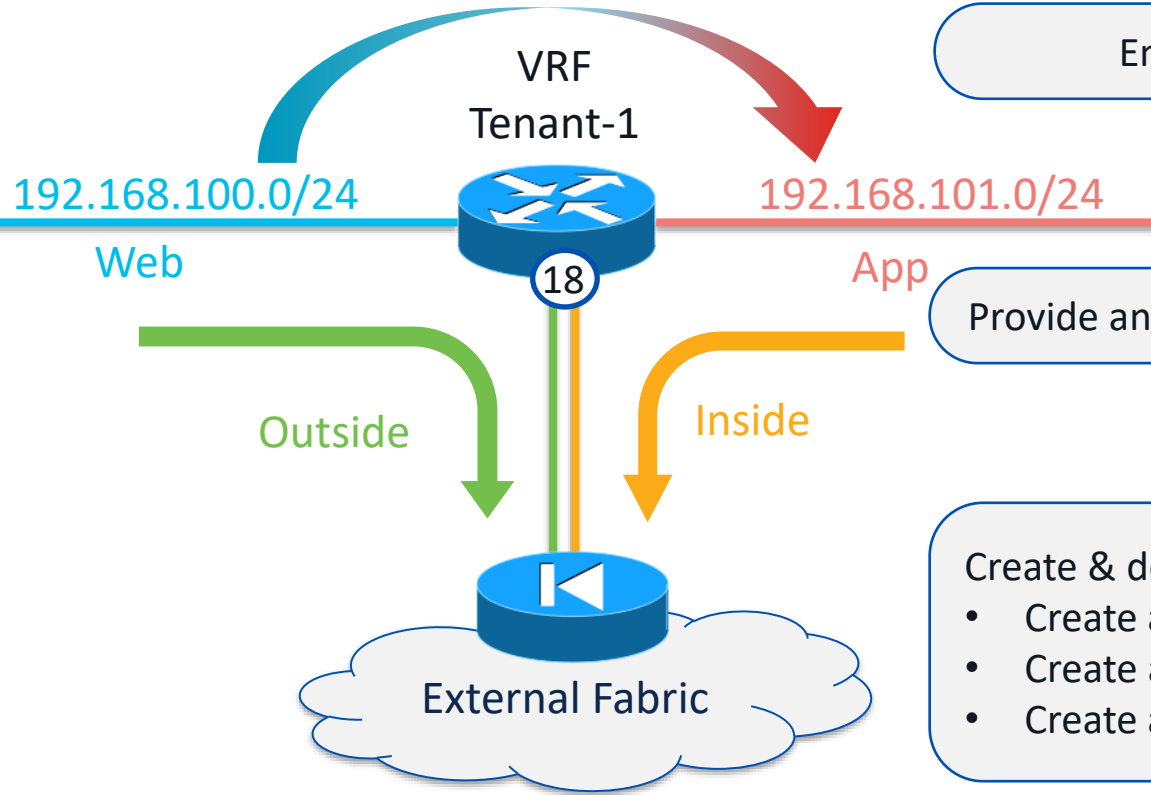 VRF
Tenant-1
192.168.100.0/24
192.168.101.0/24
Web
App
18
Outside
Inside
External Fabric
Provide an
Create &
• Create
• Create
• Create